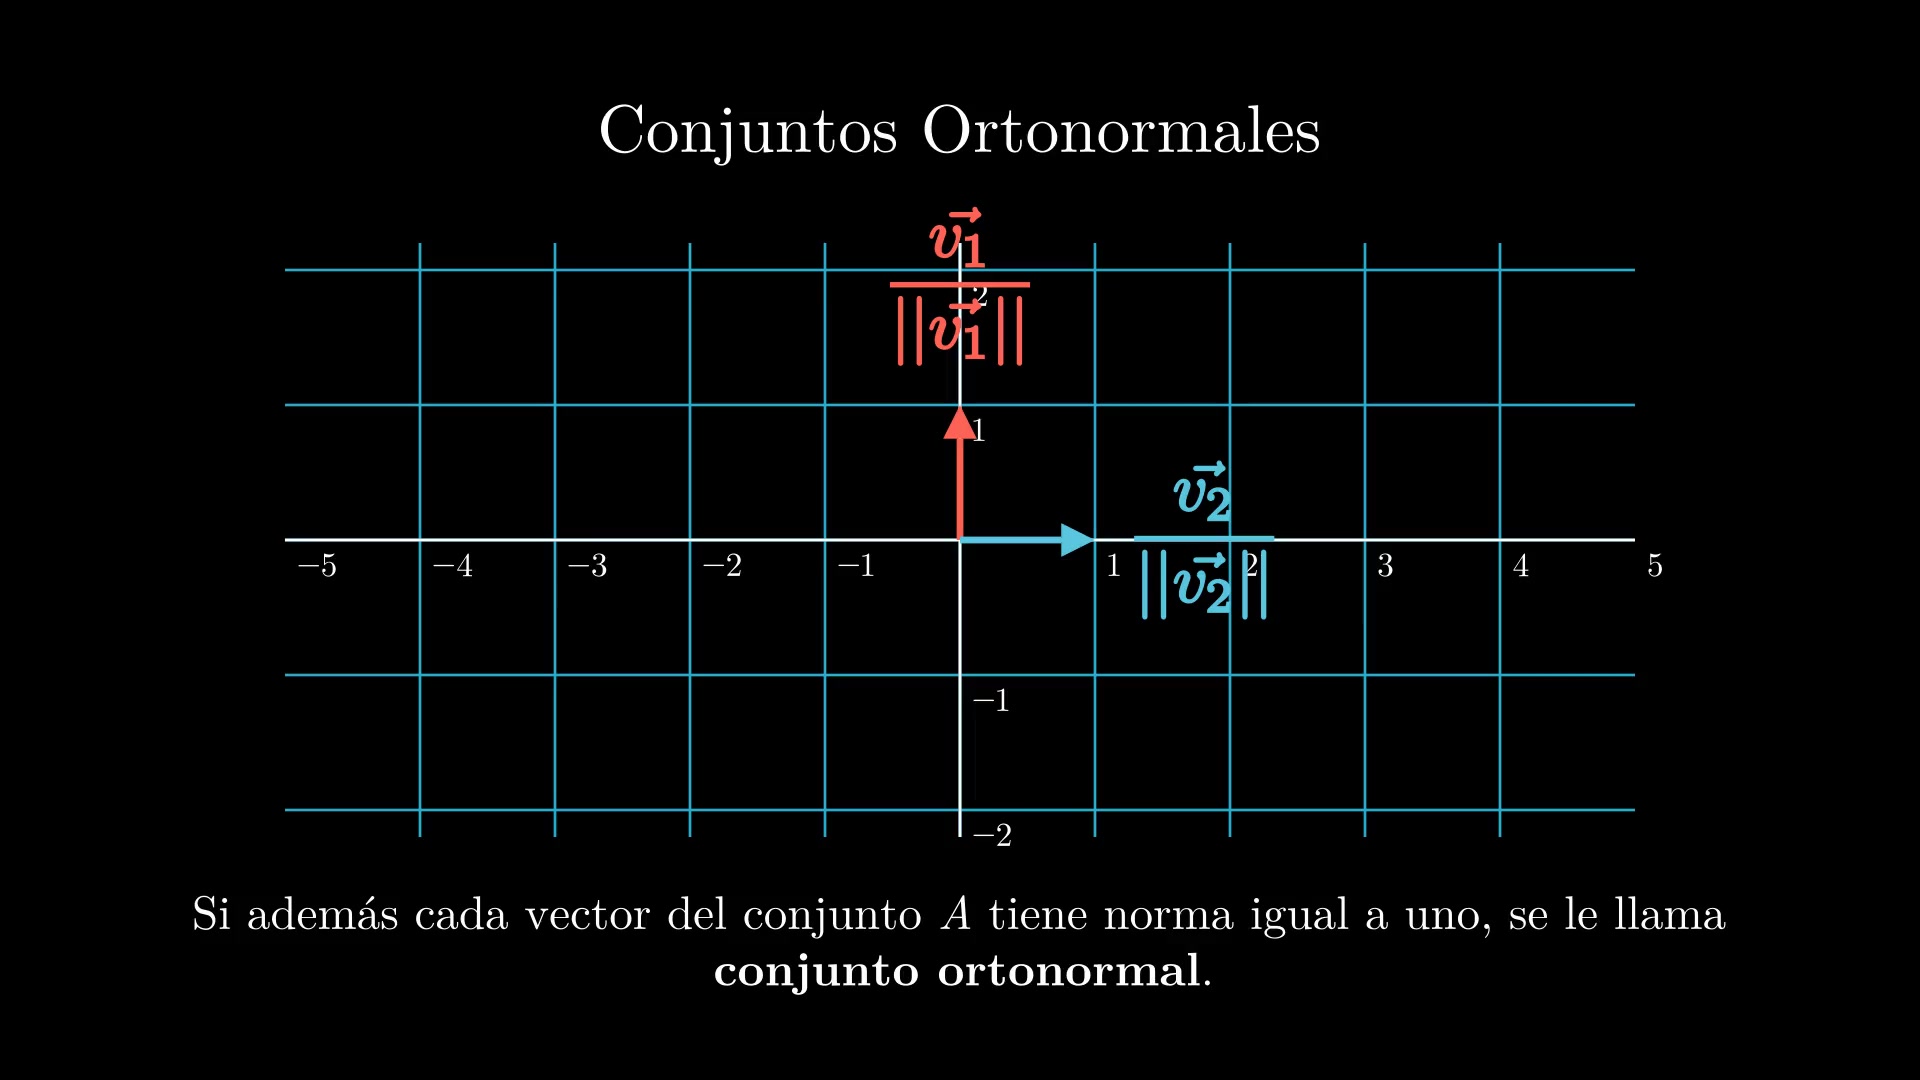 Conjuntos Ortonormales
$\frac{\vec{v_1}}{||\vec{v_1}||}$
2
1
$\frac{\vec{v_2}}{||\vec{v_2}||}$
−5 −4 −3 −2 −1 1 2 3 4 5
−1
−2
Si además cada vector del conjunto A tiene norma igual a uno, se le llama
conjunto ortonormal.